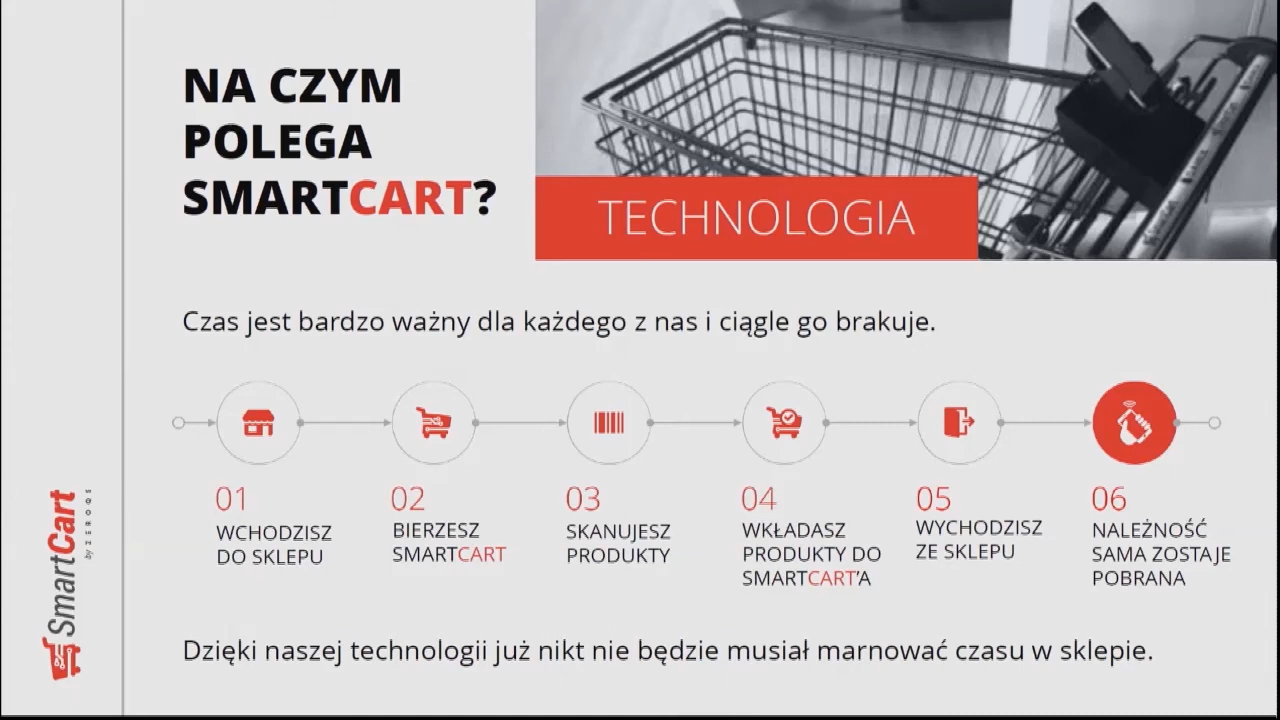 NA CZYM
POLEGA
SMARTCART?
TECHNOLOGIA
Czas jest bardzo ważny dla każdego z nas i ciągle go brakuje.
01
WCHODZISZ
DO SKLEPU
02
BIERZESZ
SMARTCART
03
SKANUJESZ
PRODUKTY
04
WKŁADASZ
PRODUKTY DO
SMARTCART'A
05
WYCHODZISZ
ZE SKLEPU
06
NALEŻNOŚĆ
SAMA ZOSTAJE
POBRANA
Dzięki naszej technologii już nikt nie będzie musiał marnować czasu w sklepie.
SmartCart
by ZEROQS